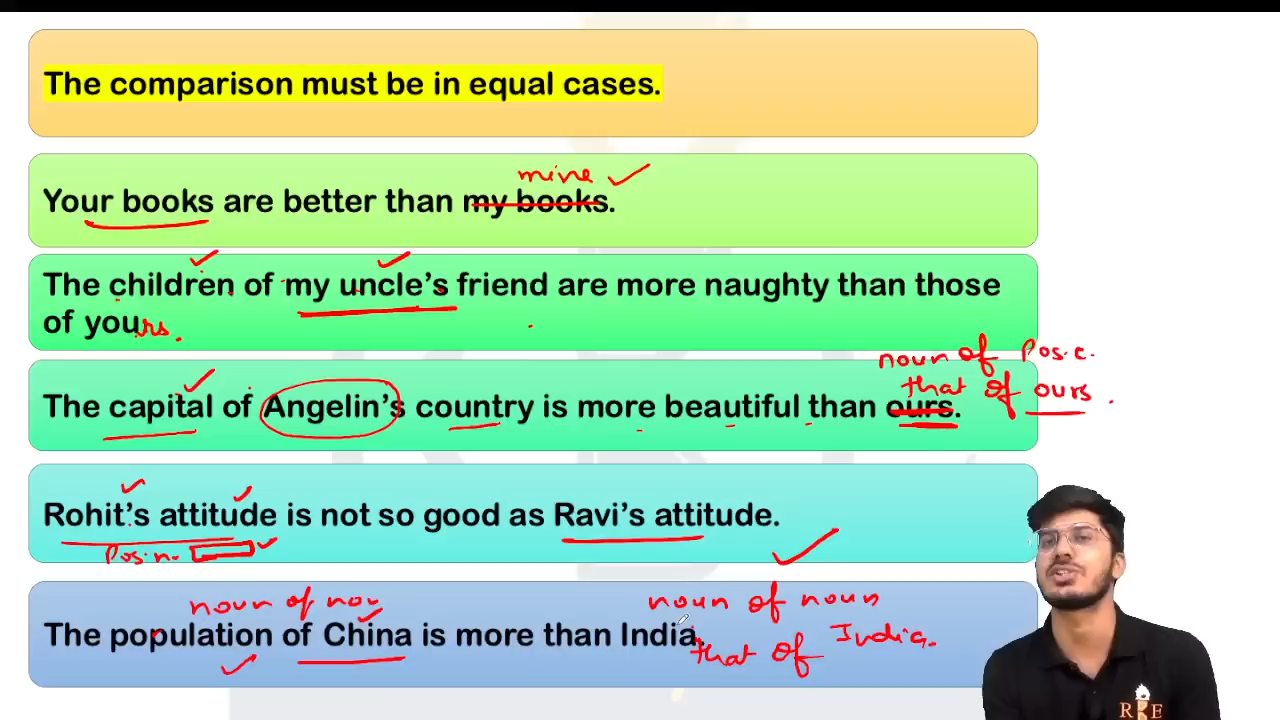 The comparison must be in equal cases.
mine
Your books are better than my books.
The children of my uncle's friend are more naughty than those
of yours.
noun of Pos.c.
that of ours.
The capital of Angelin's country is more beautiful than ours.
Rohit's attitude is not so good as Ravi's attitude.
Pos.n.
noun of nou
noun of noun
The population of China is more than India.
that of India.
R B E